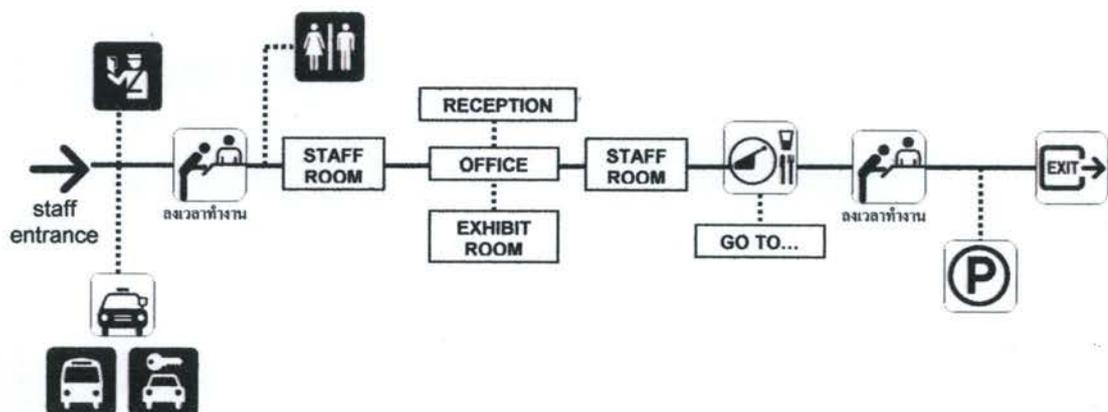 RECEPTION
STAFF
ROOM
OFFICE
STAFF
ROOM
EXIT
staff
entrance
ลงเวลาทำงาน
EXHIBIT
ROOM
GO TO...
ลงเวลาทำงาน
P